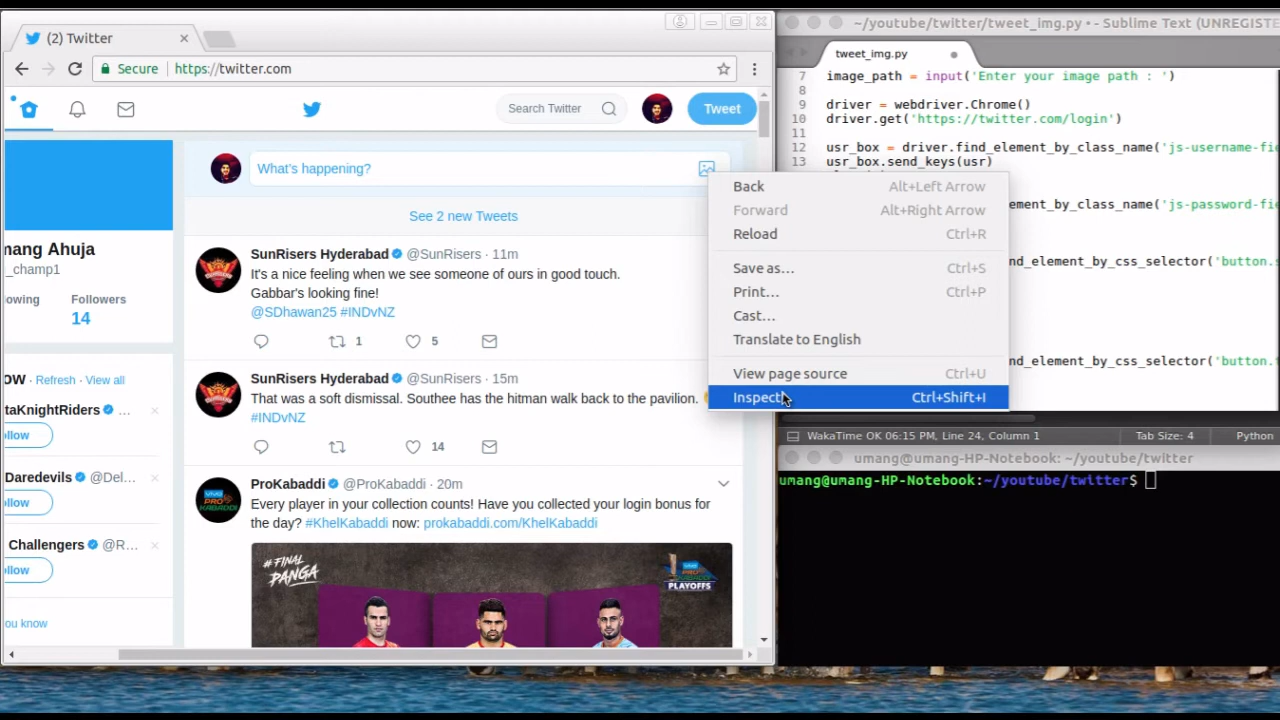 (2) Twitter
Secure https://twitter.com
Search Twitter
Tweet
What's happening?
See 2 new Tweets
mang Ahuja
_champ1
owing
Followers
14
ow · Refresh · View all
taKnightRiders ...
ollow
Daredevils @Del...
ollow
Challengers @R...
ollow
ou know
SunRisers Hyderabad @SunRisers · 11m
It's a nice feeling when we see someone of ours in good touch.
Gabbar's looking fine!
@SDhawan25 #INDvNZ
1 5
SunRisers Hyderabad @SunRisers · 15m
That was a soft dismissal. Southee has the hitman walk back to the pavilion.
#INDvNZ
14
ProKabaddi @ProKabaddi · 20m
Every player in your collection counts! Have you collected your login bonus for
the day? #KhelKabaddi now: prokabaddi.com/KhelKabaddi
#FINAL
PANGA
VIVO
PRO
KABADDI
PLAYOFFS
Back Alt+Left Arrow
Forward Alt+Right Arrow
Reload Ctrl+R
Save as... Ctrl+S
Print... Ctrl+P
Cast...
Translate to English
View page source Ctrl+U
Inspect Ctrl+Shift+I
~/youtube/twitter/tweet_img.py • - Sublime Text (UNREGISTE
tweet_img.py
7 image_path = input('Enter your image path : ')
8
9 driver = webdriver.Chrome()
10 driver.get('https://twitter.com/login')
11
12 usr_box = driver.find_element_by_class_name('js-username-fi
13 usr_box.send_keys(usr)
ement_by_class_name('js-password-fi
nd_element_by_css_selector('button.s
nd_element_by_css_selector('button.
WakaTime OK 06:15 PM, Line 24, Column 1 Tab Size: 4 Python
umang@umang-HP-Notebook: ~/youtube/twitter
umang@umang-HP-Notebook:~/youtube/twitter$